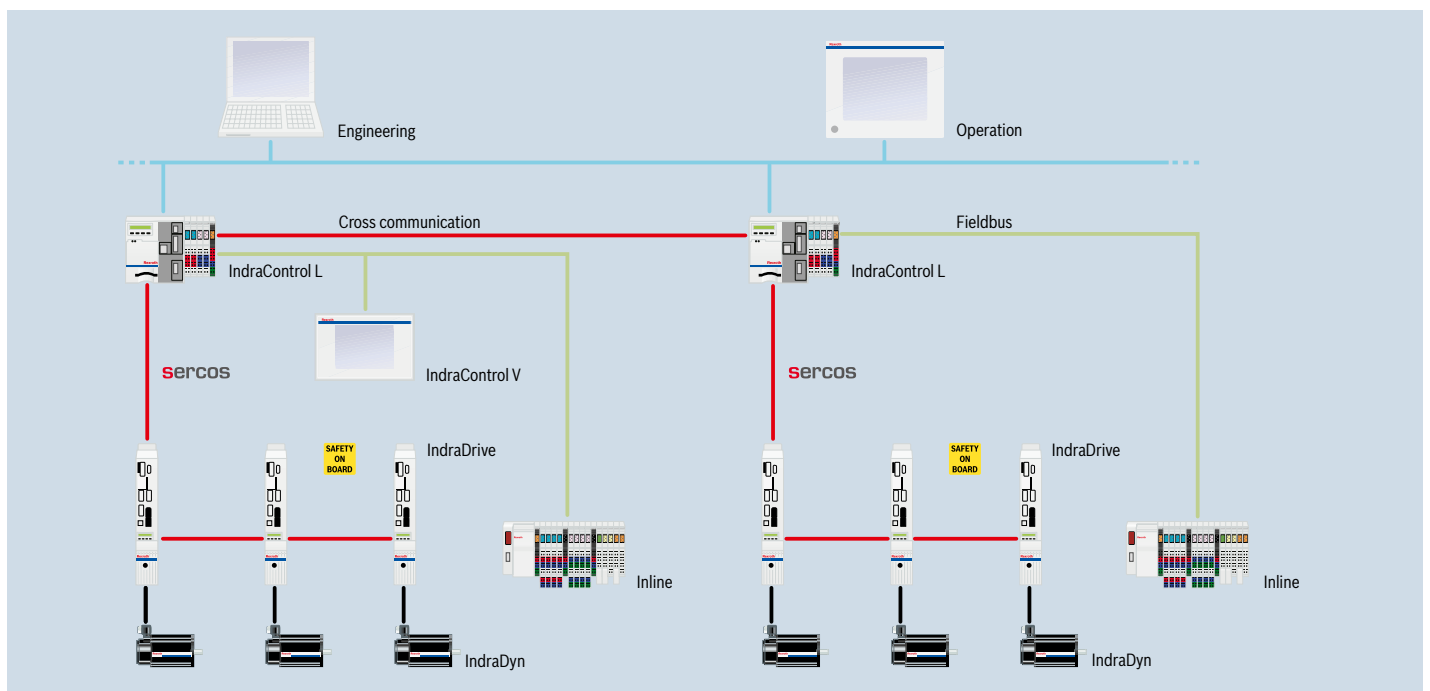 Engineering
Operation
Cross communication
Fieldbus
IndraControl L
IndraControl L
sercos
IndraControl V
sercos
SAFETY
ON
BOARD
IndraDrive
SAFETY
ON
BOARD
IndraDrive
Inline
Inline
IndraDyn
IndraDyn